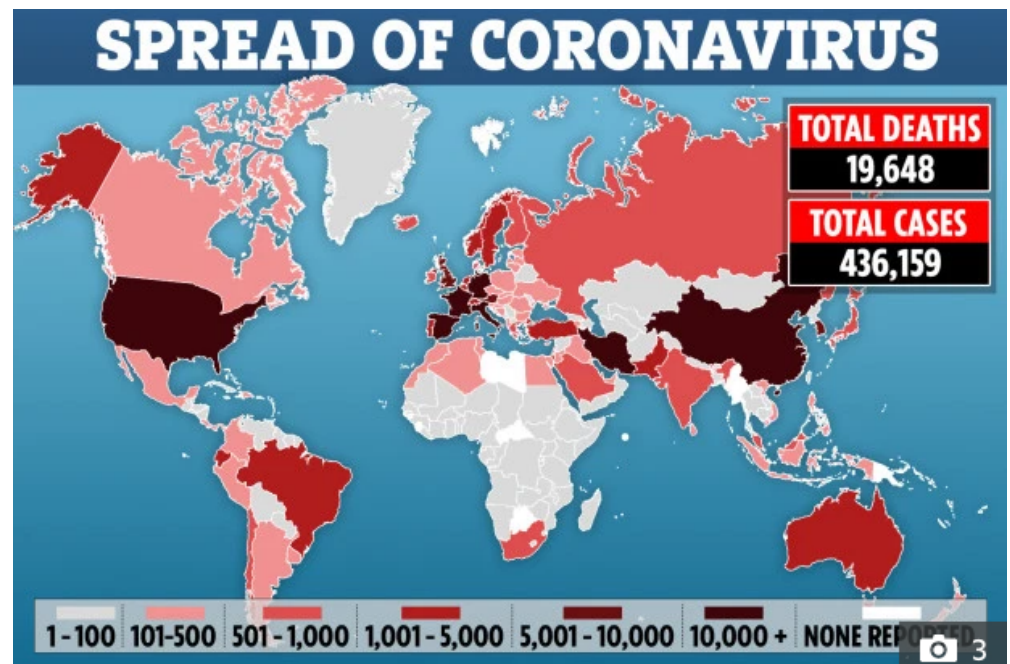 SPREAD OF CORONAVIRUS
TOTAL DEATHS
19,648
TOTAL CASES
436,159
1 - 100 101-500 501 - 1,000 1,001 - 5,000 5,001 - 10,000 10,000 + NONE REPORTED
3